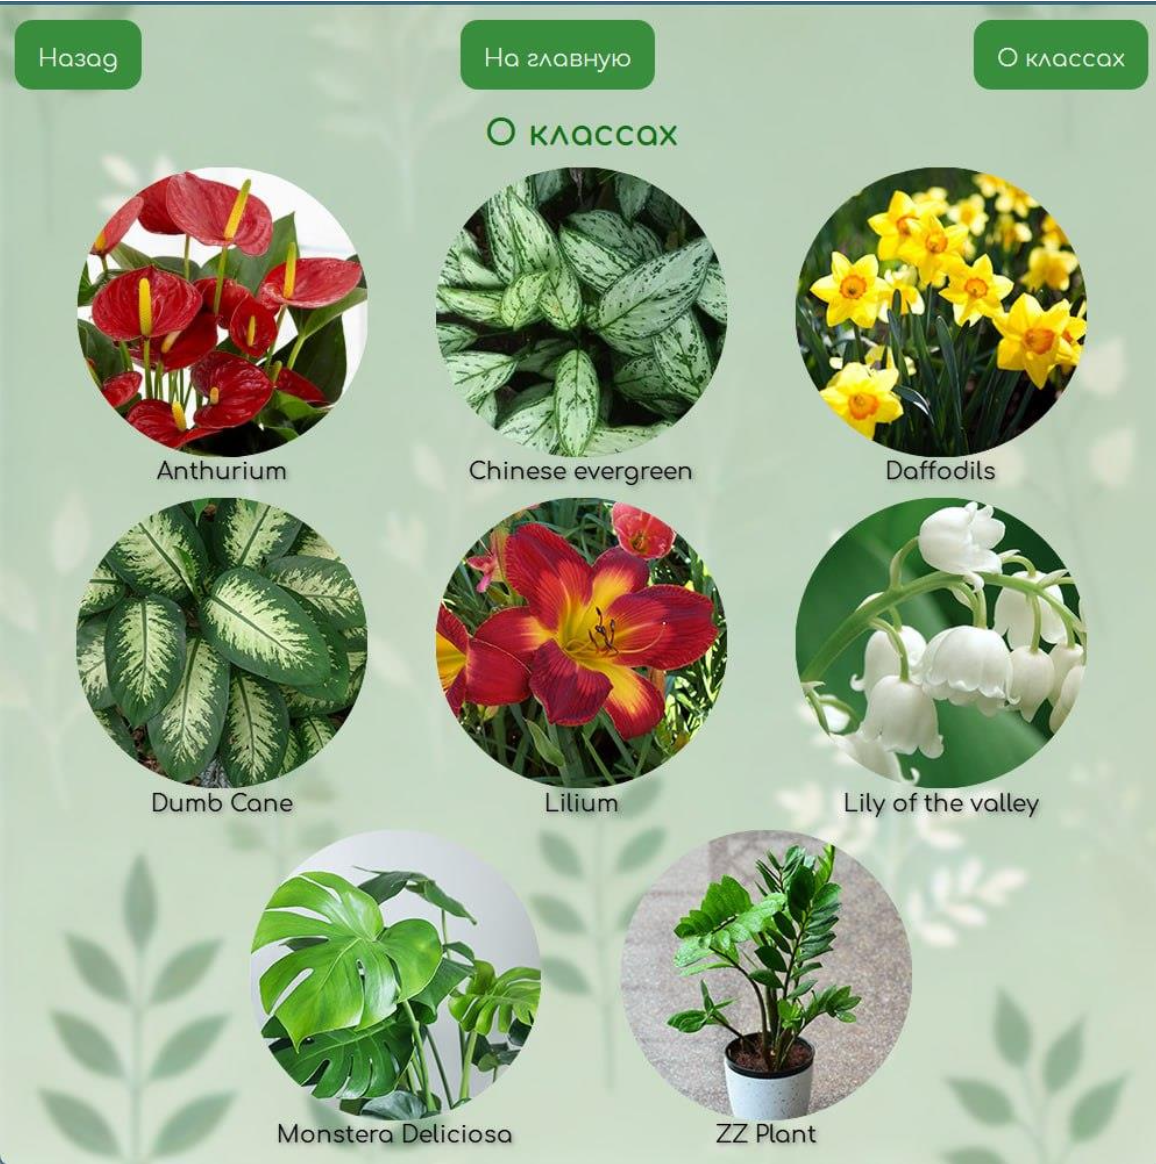 Назад
На главную
О классах
О классах
Anthurium
Chinese evergreen
Daffodils
Dumb Cane
Lilium
Lily of the valley
Monstera Deliciosa
ZZ Plant